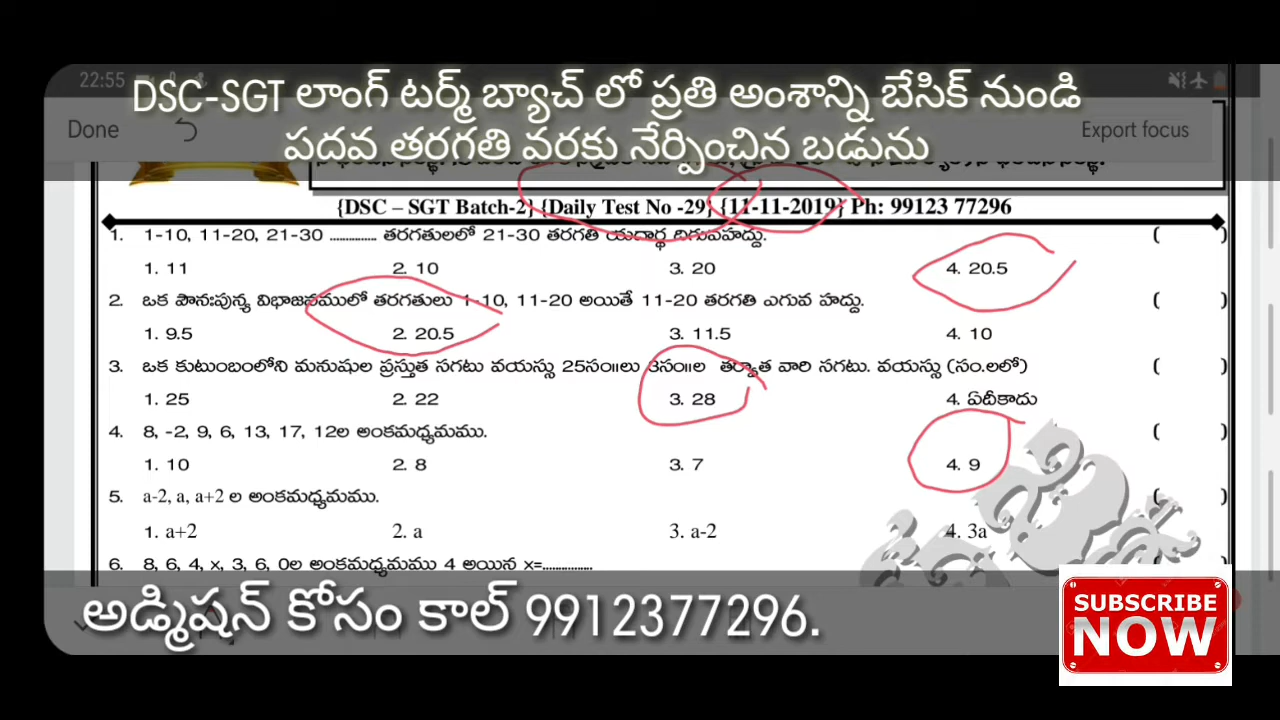 22:55
DSC-SGT లాంగ్ టర్మ్ బ్యాచ్ లో ప్రతి అంశాన్ని బేసిక్ నుండి
పదవ తరగతి వరకు నేర్పించిన బడును
Done
Export focus
{DSC – SGT Batch-2} {Daily Test No -29} {11-11-2019} Ph: 99123 77296
1. 1-10, 11-20, 21-30 ............... తరగతులలో 21-30 తరగతి యదార్థ దిగువహద్దు. ( )
1. 11 2. 10 3. 20 4. 20.5
2. ఒక పౌనఃపున్య విభాజనములో తరగతులు 1-10, 11-20 అయితే 11-20 తరగతి ఎగువ హద్దు. ( )
1. 9.5 2. 20.5 3. 11.5 4. 10
3. ఒక కుటుంబంలోని మనుషుల ప్రస్తుత సగటు వయస్సు 25సం॥లు 3సం॥ల తర్వాత వారి సగటు. వయస్సు (సం.లలో) ( )
1. 25 2. 22 3. 28 4. ఏదీకాదు
4. 8, -2, 9, 6, 13, 17, 12ల అంకమధ్యమము. ( )
1. 10 2. 8 3. 7 4. 9
5. a-2, a, a+2 ల అంకమధ్యమము. ( )
1. a+2 2. a 3. a-2 4. 3a
6. 8, 6, 4, x, 3, 6, 0ల అంకమధ్యమము 4 అయిన x=...............
అడ్మిషన్ కోసం కాల్ 9912377296.
SUBSCRIBE
NOW